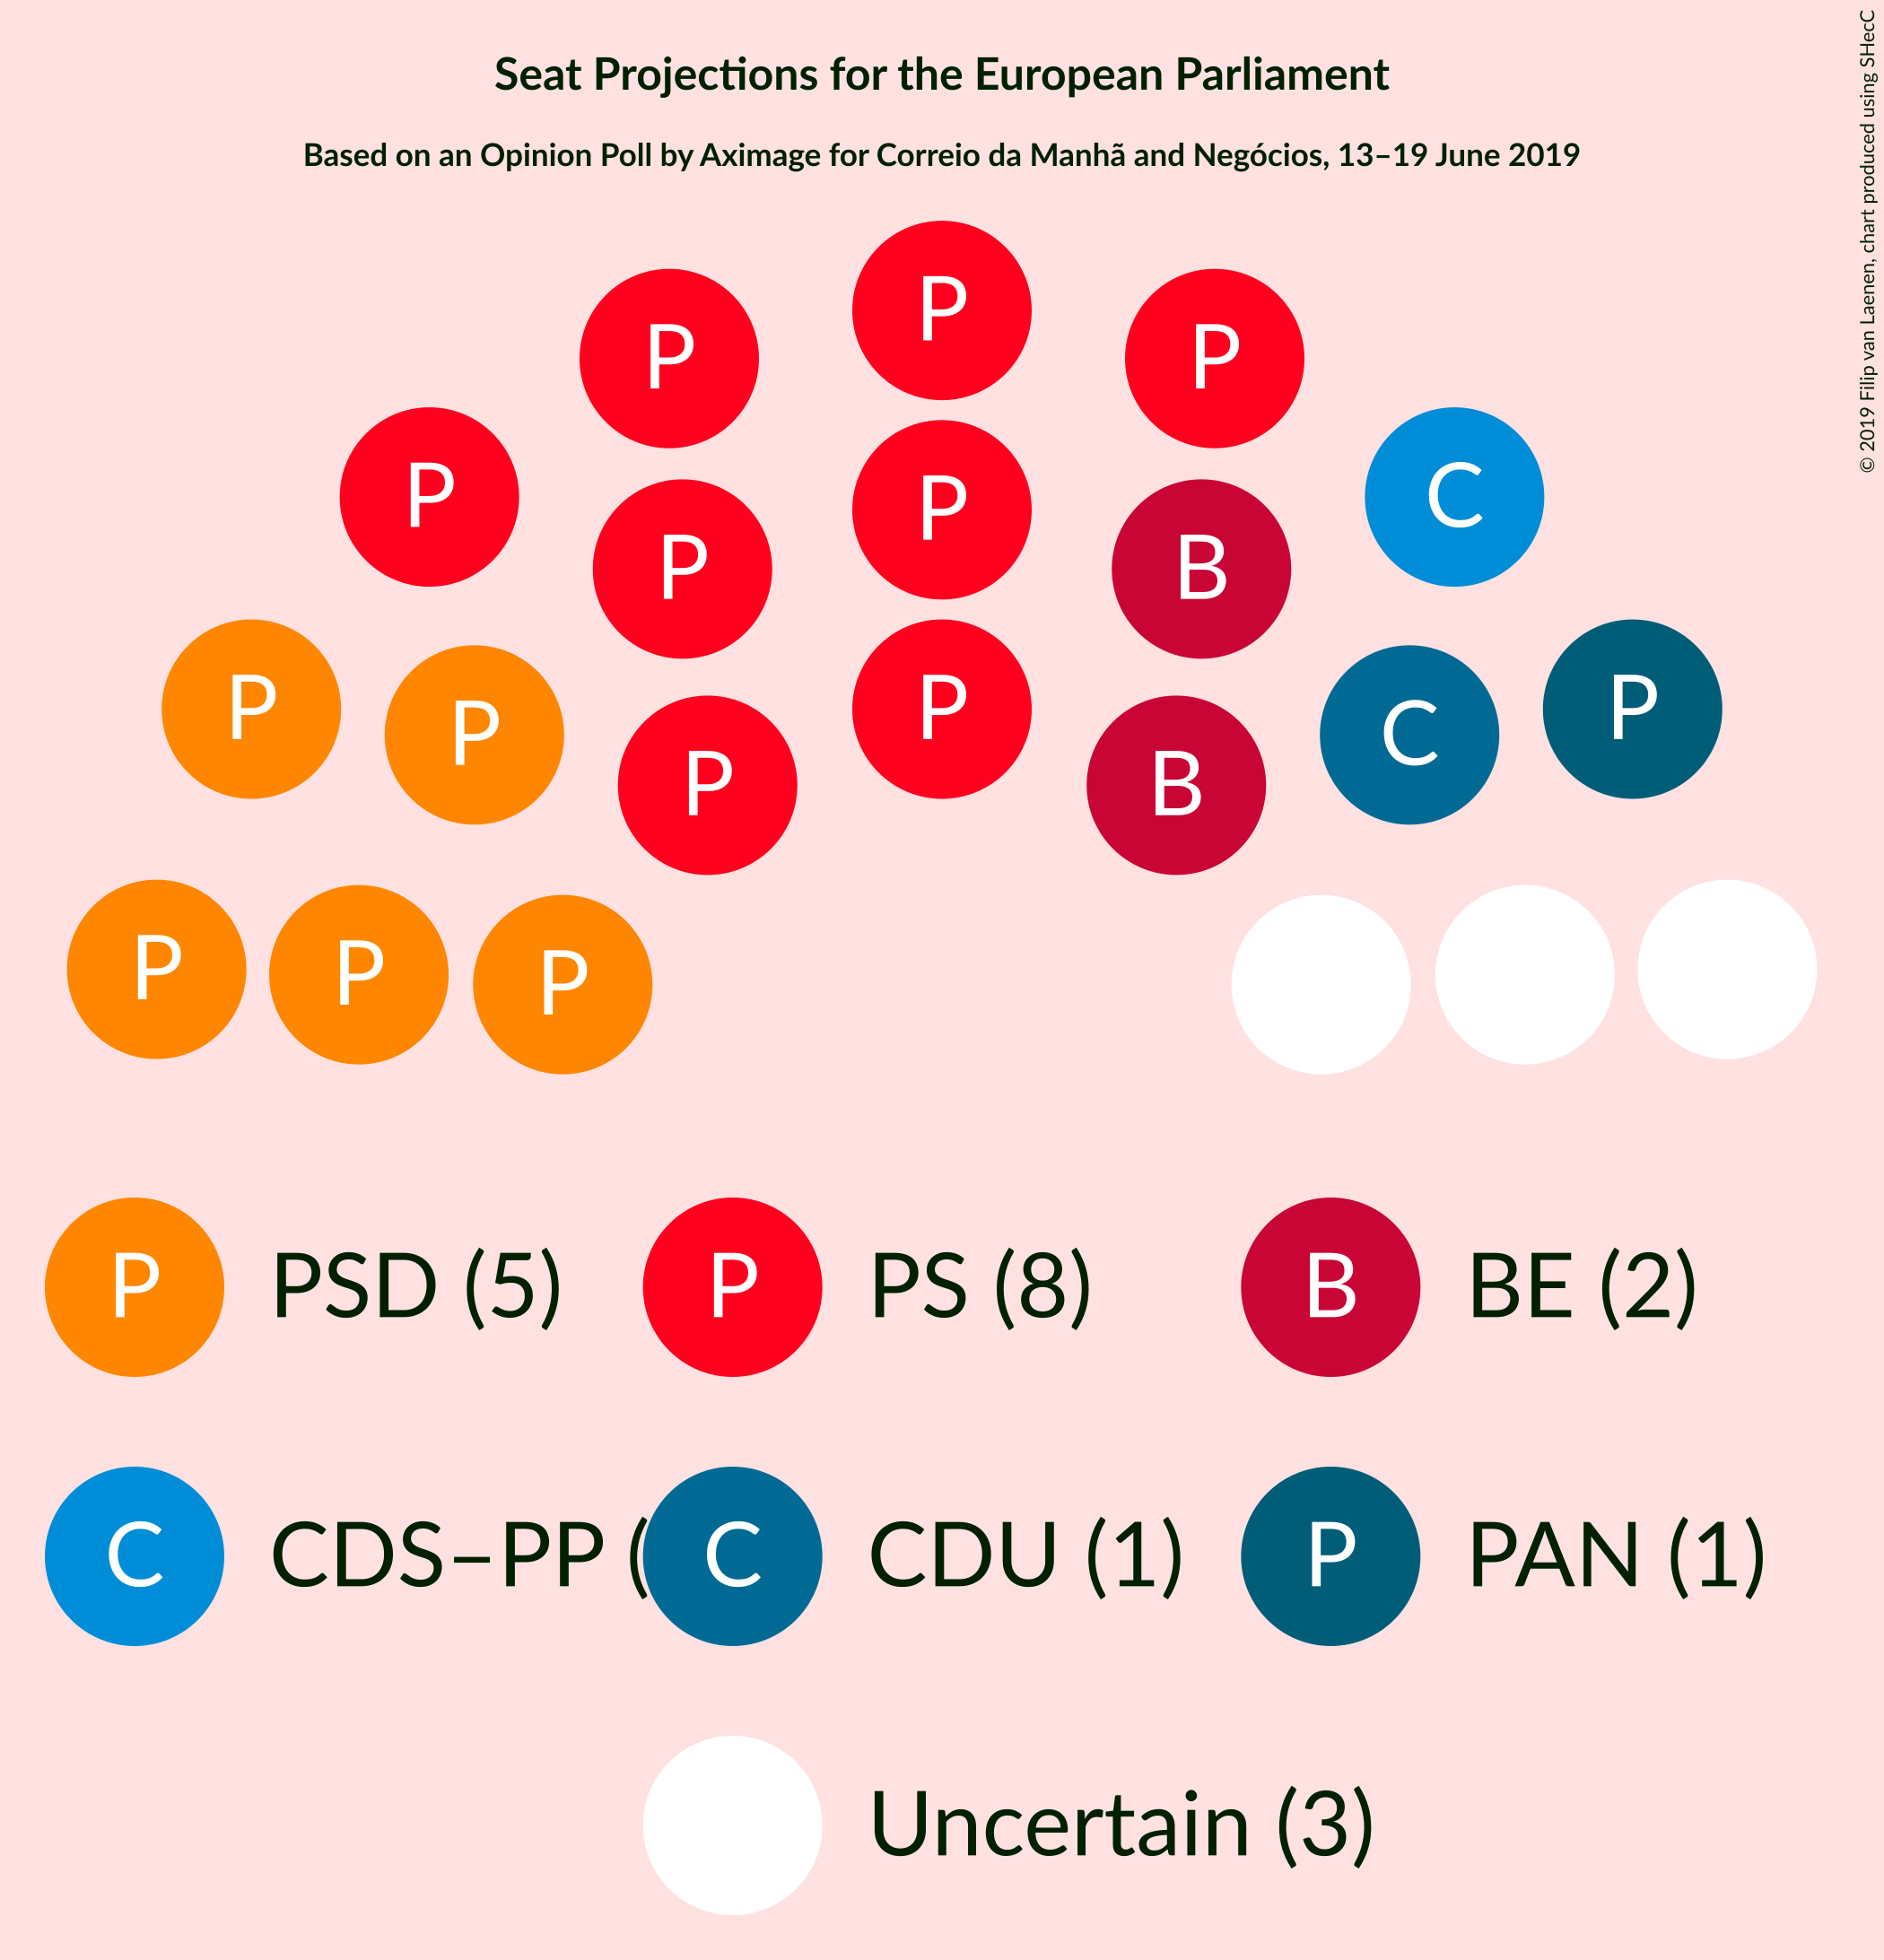 Seat Projections for the European Parliament
Based on an Opinion Poll by Aximage for Correio da Manhã and Negócios, 13–19 June 2019
© 2019 Filip van Laenen, chart produced using SHecC
P
P P
P C
P
P B
P P
P
P C
P B
P P
P
P PSD (5) P PS (8) B BE (2)
C CDS–PP ( C CDU (1) P PAN (1)
Uncertain (3)